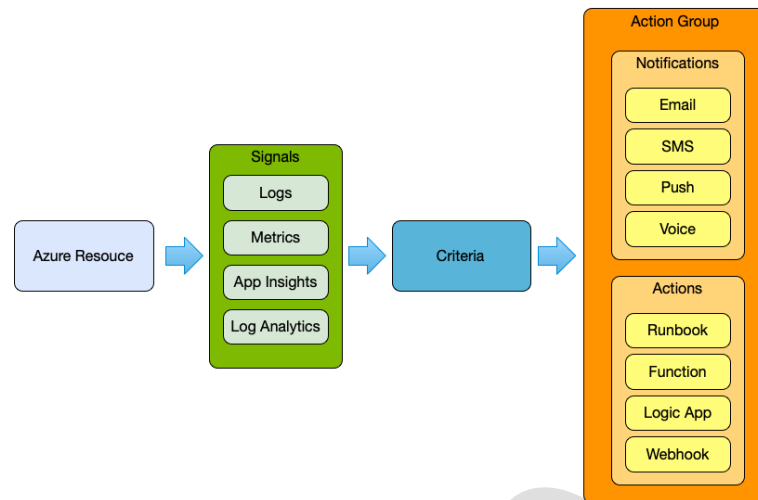 Azure Resouce
Signals
Logs
Metrics
App Insights
Log Analytics
Criteria
Action Group
Notifications
Email
SMS
Push
Voice
Actions
Runbook
Function
Logic App
Webhook